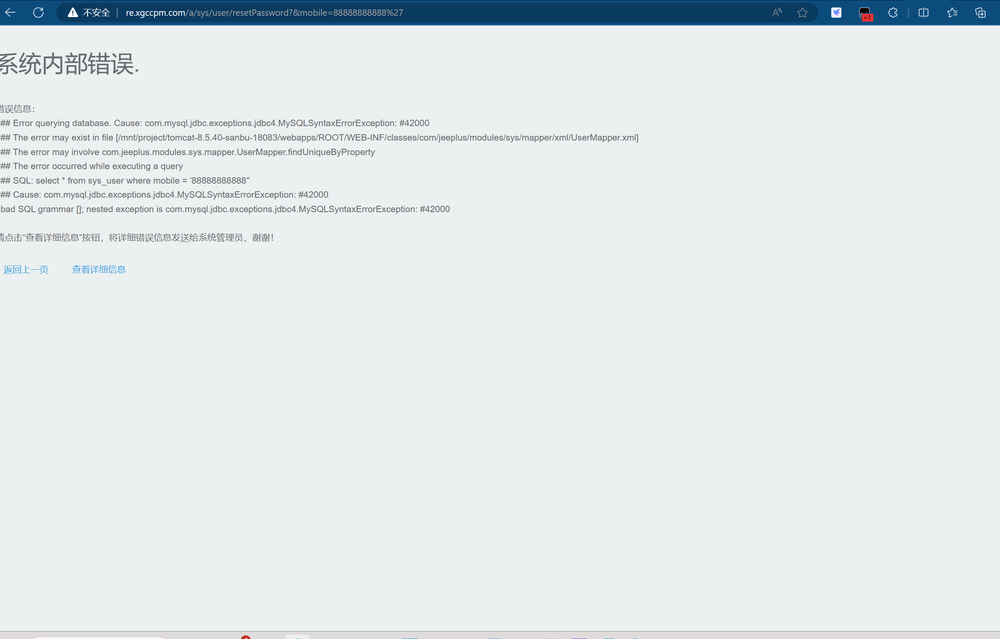 不安全 re.xgccpm.com/a/sys/user/resetPassword?&mobile=88888888888%27
+1
系统内部错误.
错误信息：
## Error querying database. Cause: com.mysql.jdbc.exceptions.jdbc4.MySQLSyntaxErrorException: #42000
## The error may exist in file [/mnt/project/tomcat-8.5.40-sanbu-18083/webapps/ROOT/WEB-INF/classes/com/jeeplus/modules/sys/mapper/xml/UserMapper.xml]
## The error may involve com.jeeplus.modules.sys.mapper.UserMapper.findUniqueByProperty
## The error occurred while executing a query
## SQL: select * from sys_user where mobile = '88888888888''
## Cause: com.mysql.jdbc.exceptions.jdbc4.MySQLSyntaxErrorException: #42000
bad SQL grammar []; nested exception is com.mysql.jdbc.exceptions.jdbc4.MySQLSyntaxErrorException: #42000
请点击“查看详细信息”按钮，将详细错误信息发送给系统管理员，谢谢！
返回上一页 查看详细信息